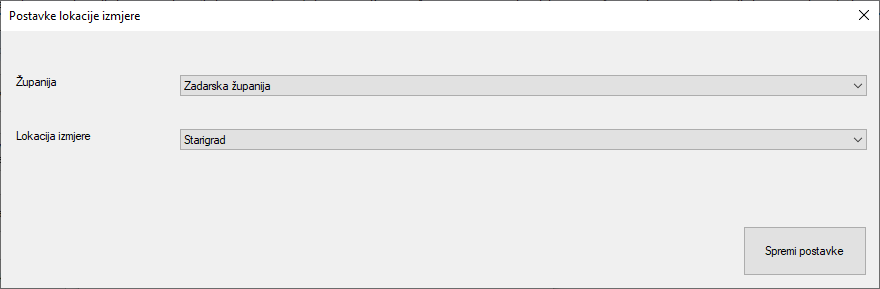 Postavke lokacije izmjere
Županija
Zadarska županija
Lokacija izmjere
Starigrad
Spremi postavke